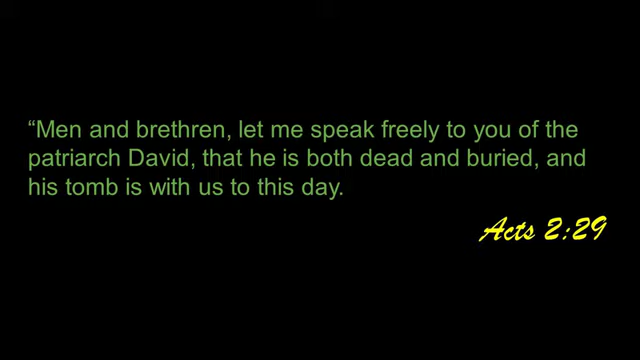 “Men and brethren, let me speak freely to you of the
patriarch David, that he is both dead and buried, and
his tomb is with us to this day.
Acts 2:29